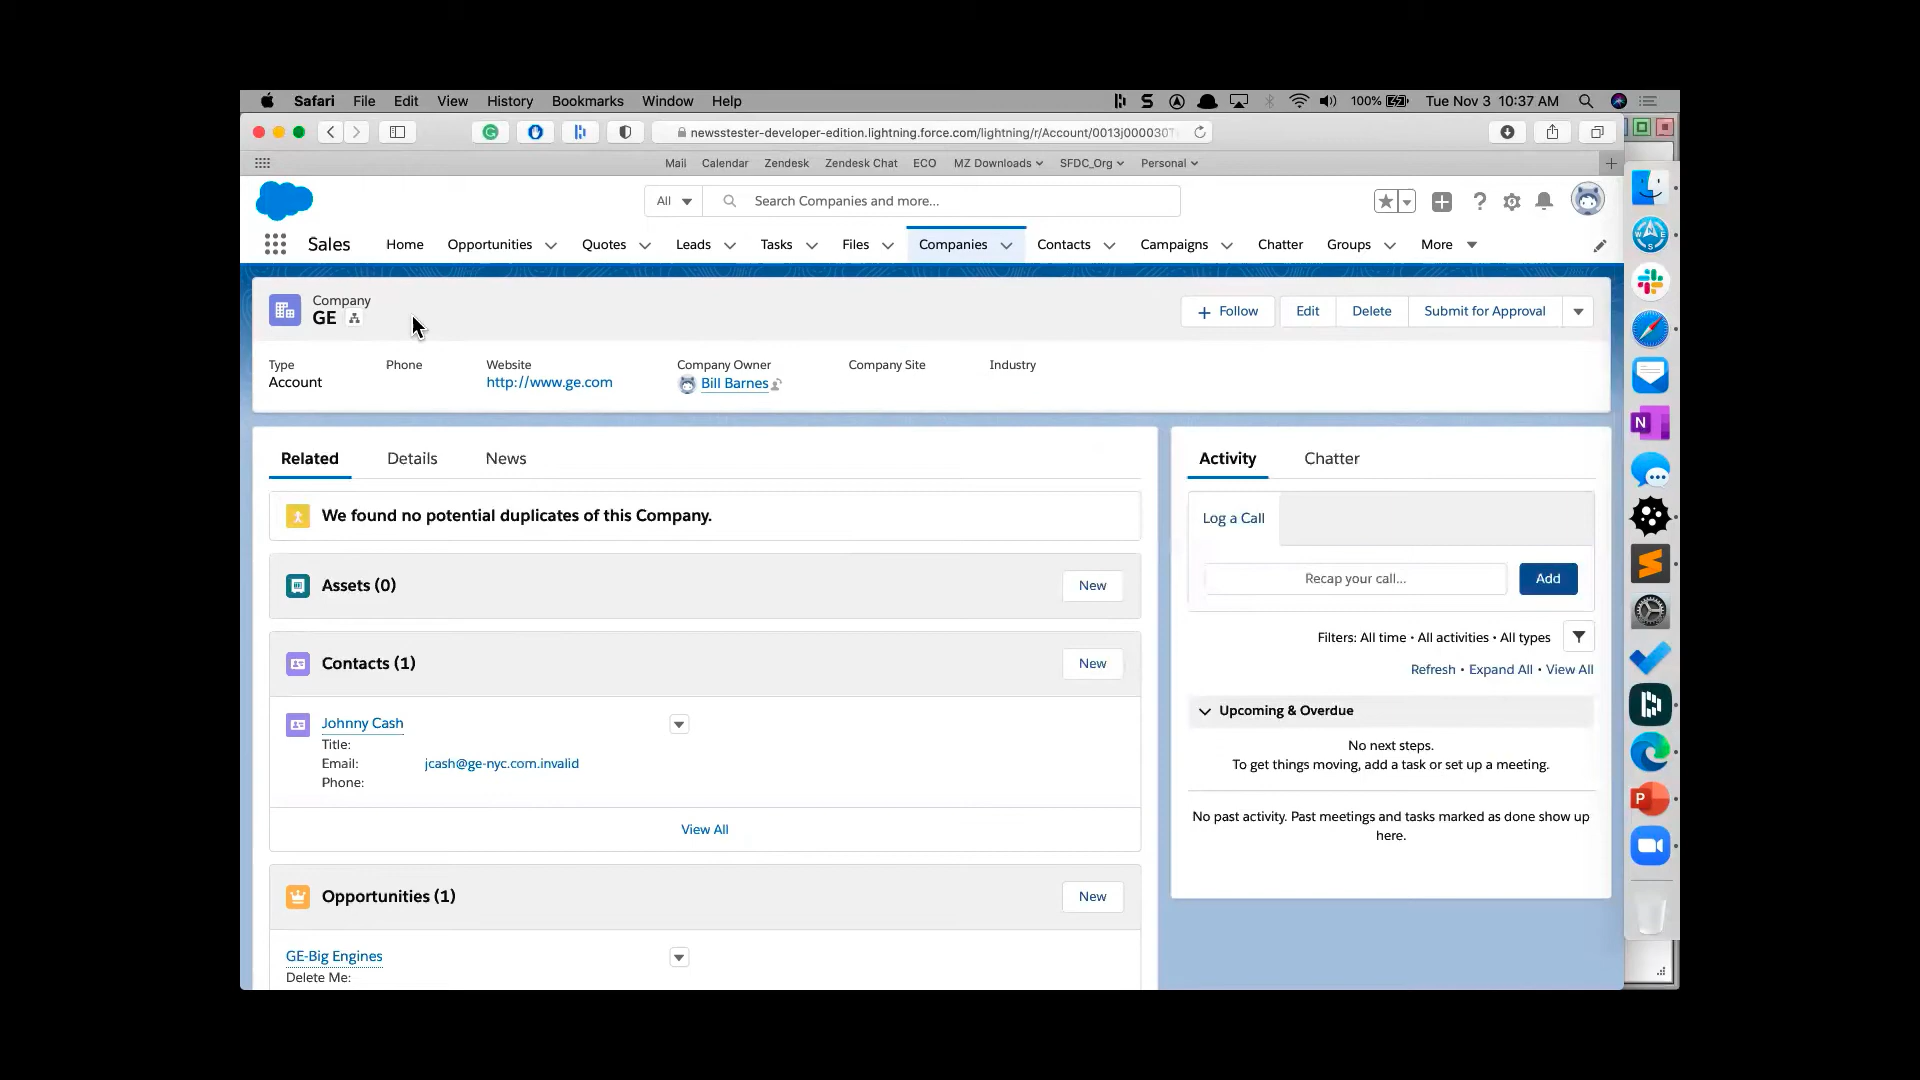 Safari File Edit View History Bookmarks Window Help 100% Tue Nov 3 10:37 AM
newsstester-developer-edition.lightning.force.com/lightning/r/Account/0013j000030T
Mail Calendar Zendesk Zendesk Chat ECO MZ Downloads SFDC_Org Personal
All Search Companies and more...
Sales Home Opportunities Quotes Leads Tasks Files Companies Contacts Campaigns Chatter Groups More
Company
GE
Follow Edit Delete Submit for Approval
Type Phone Website Company Owner Company Site Industry
Account http://www.ge.com Bill Barnes
Related Details News
We found no potential duplicates of this Company.
Assets (0) New
Contacts (1) New
Johnny Cash
Title:
Email: jcash@ge-nyc.com.invalid
Phone:
View All
Opportunities (1) New
GE-Big Engines
Delete Me:
Activity Chatter
Log a Call
Recap your call... Add
Filters: All time • All activities • All types
Refresh • Expand All • View All
Upcoming & Overdue
No next steps.
To get things moving, add a task or set up a meeting.
No past activity. Past meetings and tasks marked as done show up
here.